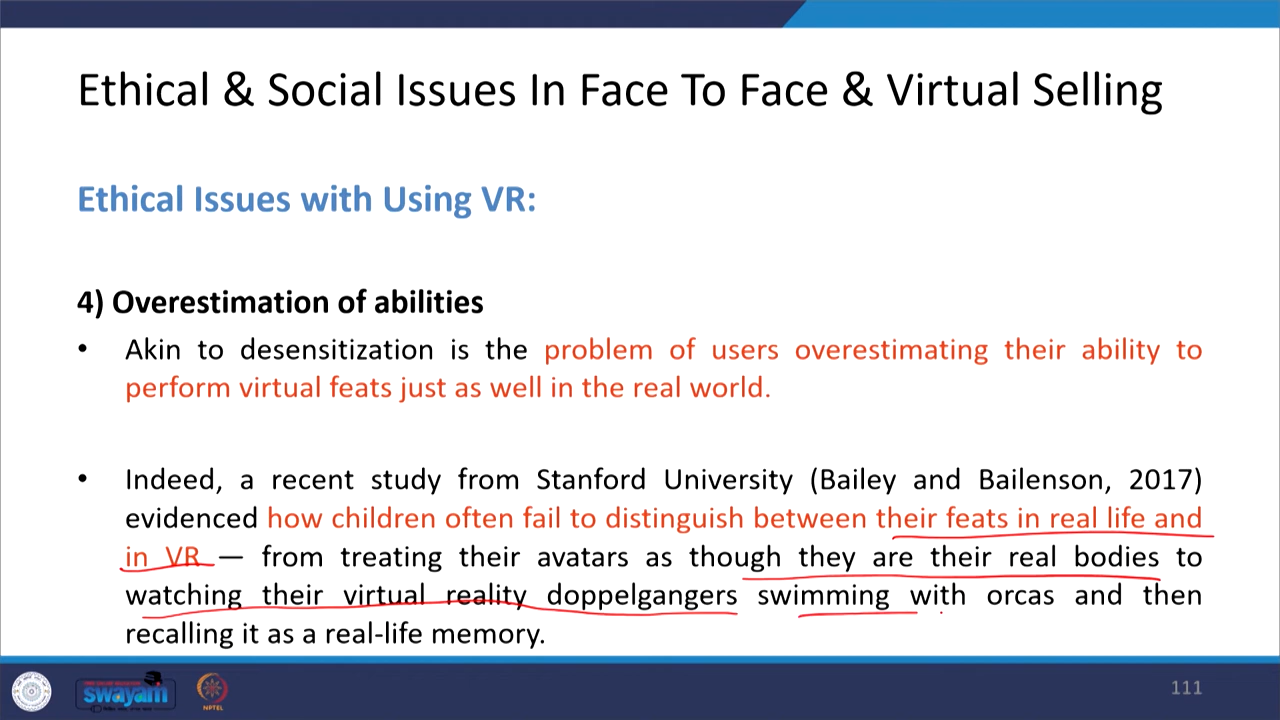 Ethical & Social Issues In Face To Face & Virtual Selling
Ethical Issues with Using VR:
4) Overestimation of abilities
• Akin to desensitization is the problem of users overestimating their ability to
perform virtual feats just as well in the real world.
• Indeed, a recent study from Stanford University (Bailey and Bailenson, 2017)
evidenced how children often fail to distinguish between their feats in real life and
in VR — from treating their avatars as though they are their real bodies to
watching their virtual reality doppelgangers swimming with orcas and then
recalling it as a real-life memory.
swayam
NPTEL
111